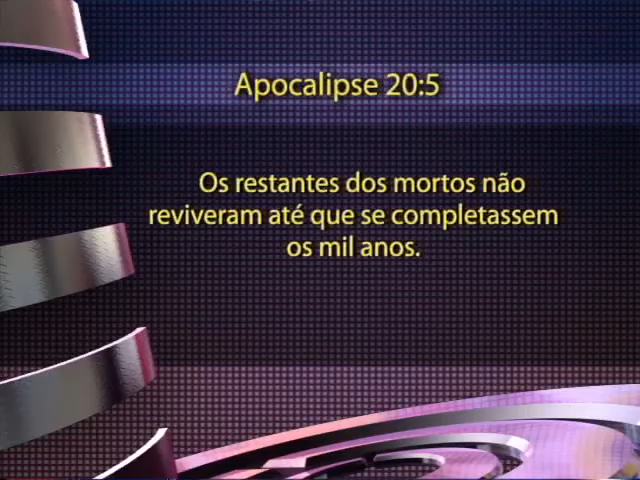 Apocalipse 20:5
Os restantes dos mortos não
reviveram até que se completassem
os mil anos.